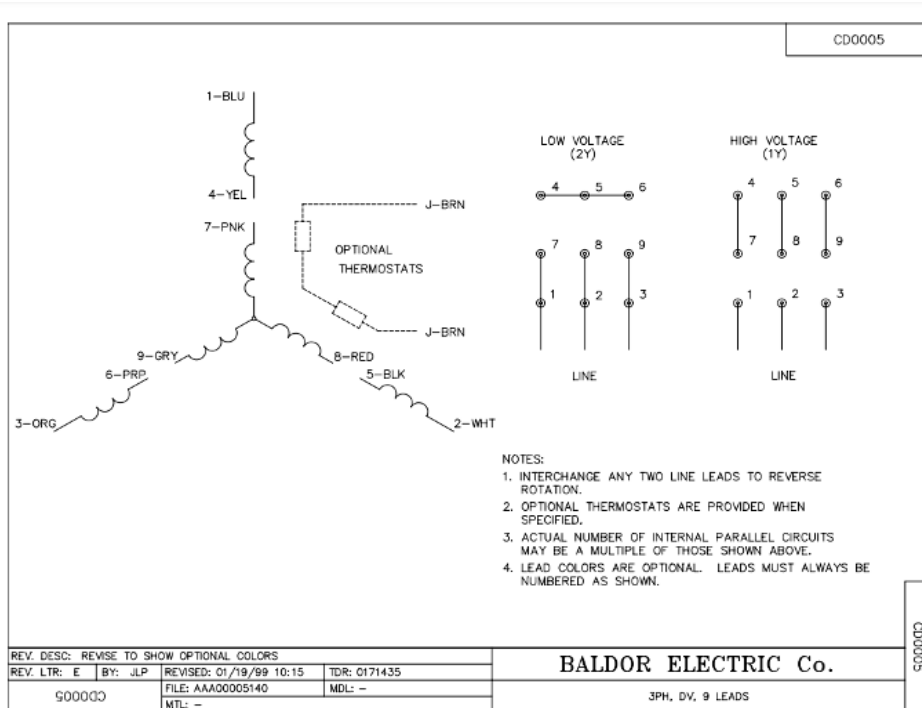 CD0005
1-BLU
4-YEL
7-PNK
J-BRN
OPTIONAL
THERMOSTATS
J-BRN
9-GRY
8-RED
6-PRP
5-BLK
3-ORG
2-WHT
LOW VOLTAGE
(2Y)
4 5 6
7 8 9
1 2 3
LINE
HIGH VOLTAGE
(1Y)
4 5 6
7 8 9
1 2 3
LINE
NOTES:
1. INTERCHANGE ANY TWO LINE LEADS TO REVERSE
ROTATION.
2. OPTIONAL THERMOSTATS ARE PROVIDED WHEN
SPECIFIED.
3. ACTUAL NUMBER OF INTERNAL PARALLEL CIRCUITS
MAY BE A MULTIPLE OF THOSE SHOWN ABOVE.
4. LEAD COLORS ARE OPTIONAL. LEADS MUST ALWAYS BE
NUMBERED AS SHOWN.
CD0005
REV. DESC: REVISE TO SHOW OPTIONAL COLORS
REV. LTR: E BY: JLP REVISED: 01/19/99 10:15 TDR: 0171435
CD0005
FILE: AAA00005140 MDL: -
MTL: -
BALDOR ELECTRIC Co.
3PH, DV, 9 LEADS